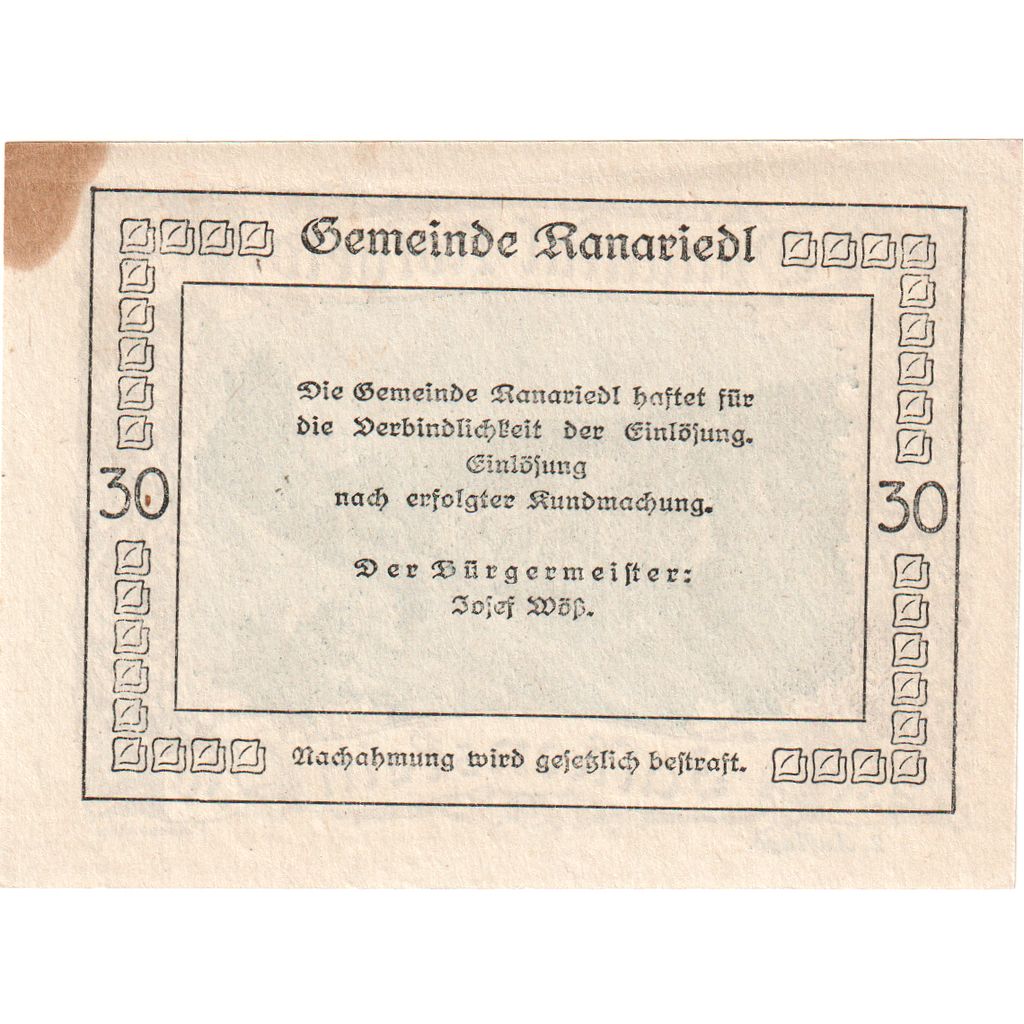 Gemeinde Kanariedl
Die Gemeinde Kanariedl haftet für
die Verbindlichkeit der Einlösung.
Einlösung
nach erfolgter Kundmachung.
30
30
Der Bürgermeister:
Josef Wöß.
Nachahmung wird gesetzlich bestraft.